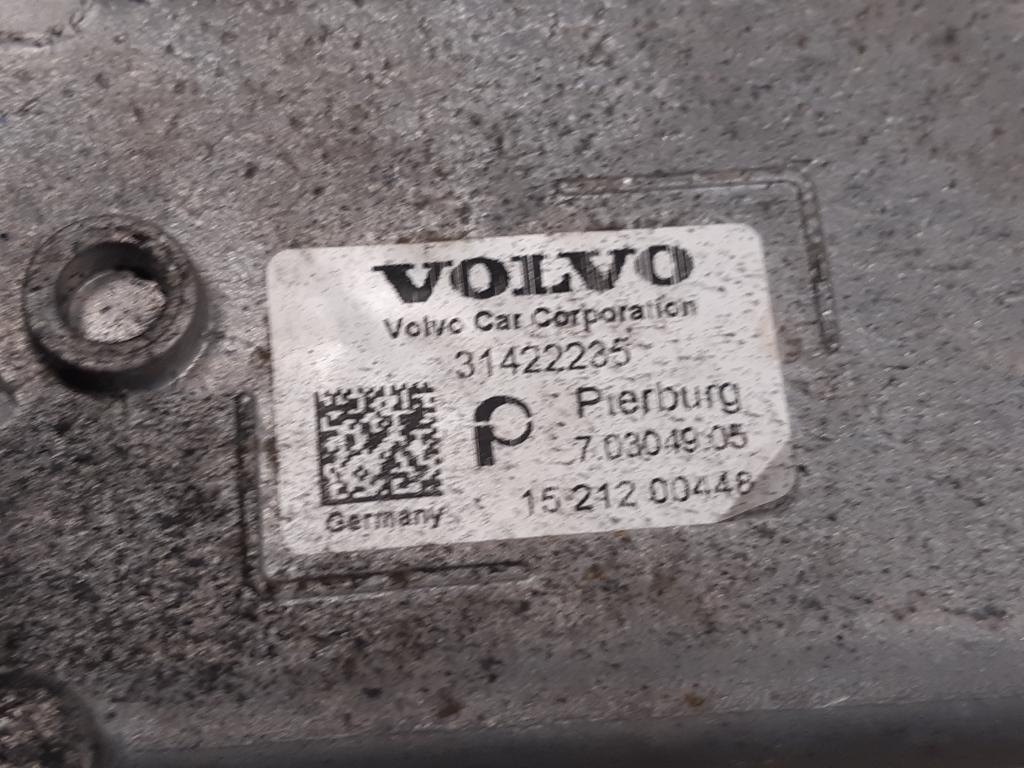 VOLVO
Volvo Car Corporation
31422235
Pierburg
7.03049.05
15 212 00448
Germany